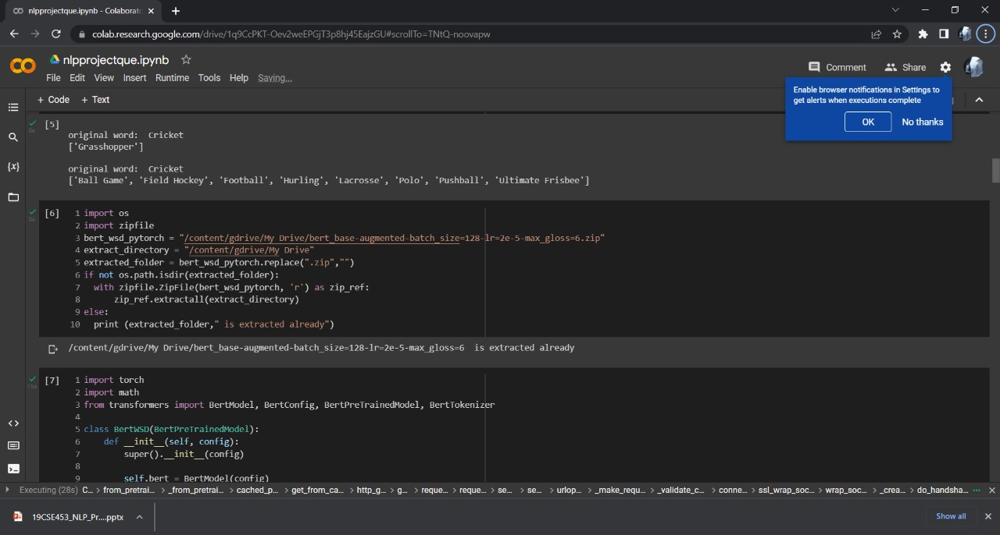 nlpprojectque.ipynb - Colaborato
colab.research.google.com/drive/1q9CcPKT-Oev2weEPGjT3p8hj45EajzGU#scrollTo=TNtQ-noovapw
nlpprojectque.ipynb
File Edit View Insert Runtime Tools Help Saving...
Comment Share
+ Code + Text
Enable browser notifications in Settings to
get alerts when executions complete
OK No thanks
[5]
0s
original word:  Cricket
['Grasshopper']
original word:  Cricket
['Ball Game', 'Field Hockey', 'Football', 'Hurling', 'Lacrosse', 'Polo', 'Pushball', 'Ultimate Frisbee']
[6] 1 import os
0s
2 import zipfile
3 bert_wsd_pytorch = "/content/gdrive/My Drive/bert_base-augmented-batch_size=128-lr=2e-5-max_gloss=6.zip"
4 extract_directory = "/content/gdrive/My Drive"
5 extracted_folder = bert_wsd_pytorch.replace(".zip","")
6 if not os.path.isdir(extracted_folder):
7 with zipfile.ZipFile(bert_wsd_pytorch, 'r') as zip_ref:
8 zip_ref.extractall(extract_directory)
9 else:
10 print (extracted_folder," is extracted already")
/content/gdrive/My Drive/bert_base-augmented-batch_size=128-lr=2e-5-max_gloss=6  is extracted already
[7] 1 import torch
15s
2 import math
3 from transformers import BertModel, BertConfig, BertPreTrainedModel, BertTokenizer
4
5 class BertWSD(BertPreTrainedModel):
6 def __init__(self, config):
7 super().__init__(config)
8
9 self.bert = BertModel(config)
Executing (28s) C... > from_pretrai... > _from_pretrai... > cached_p... > get_from_ca... > http_g... > g... > reque... > reque... > se... > se... > urlop... > _make_requ... > _validate_c... > conne... > ssl_wrap_soc... > wrap_soc... > _crea... > do_handsha...
19CSE453_NLP_Pr....pptx
Show all